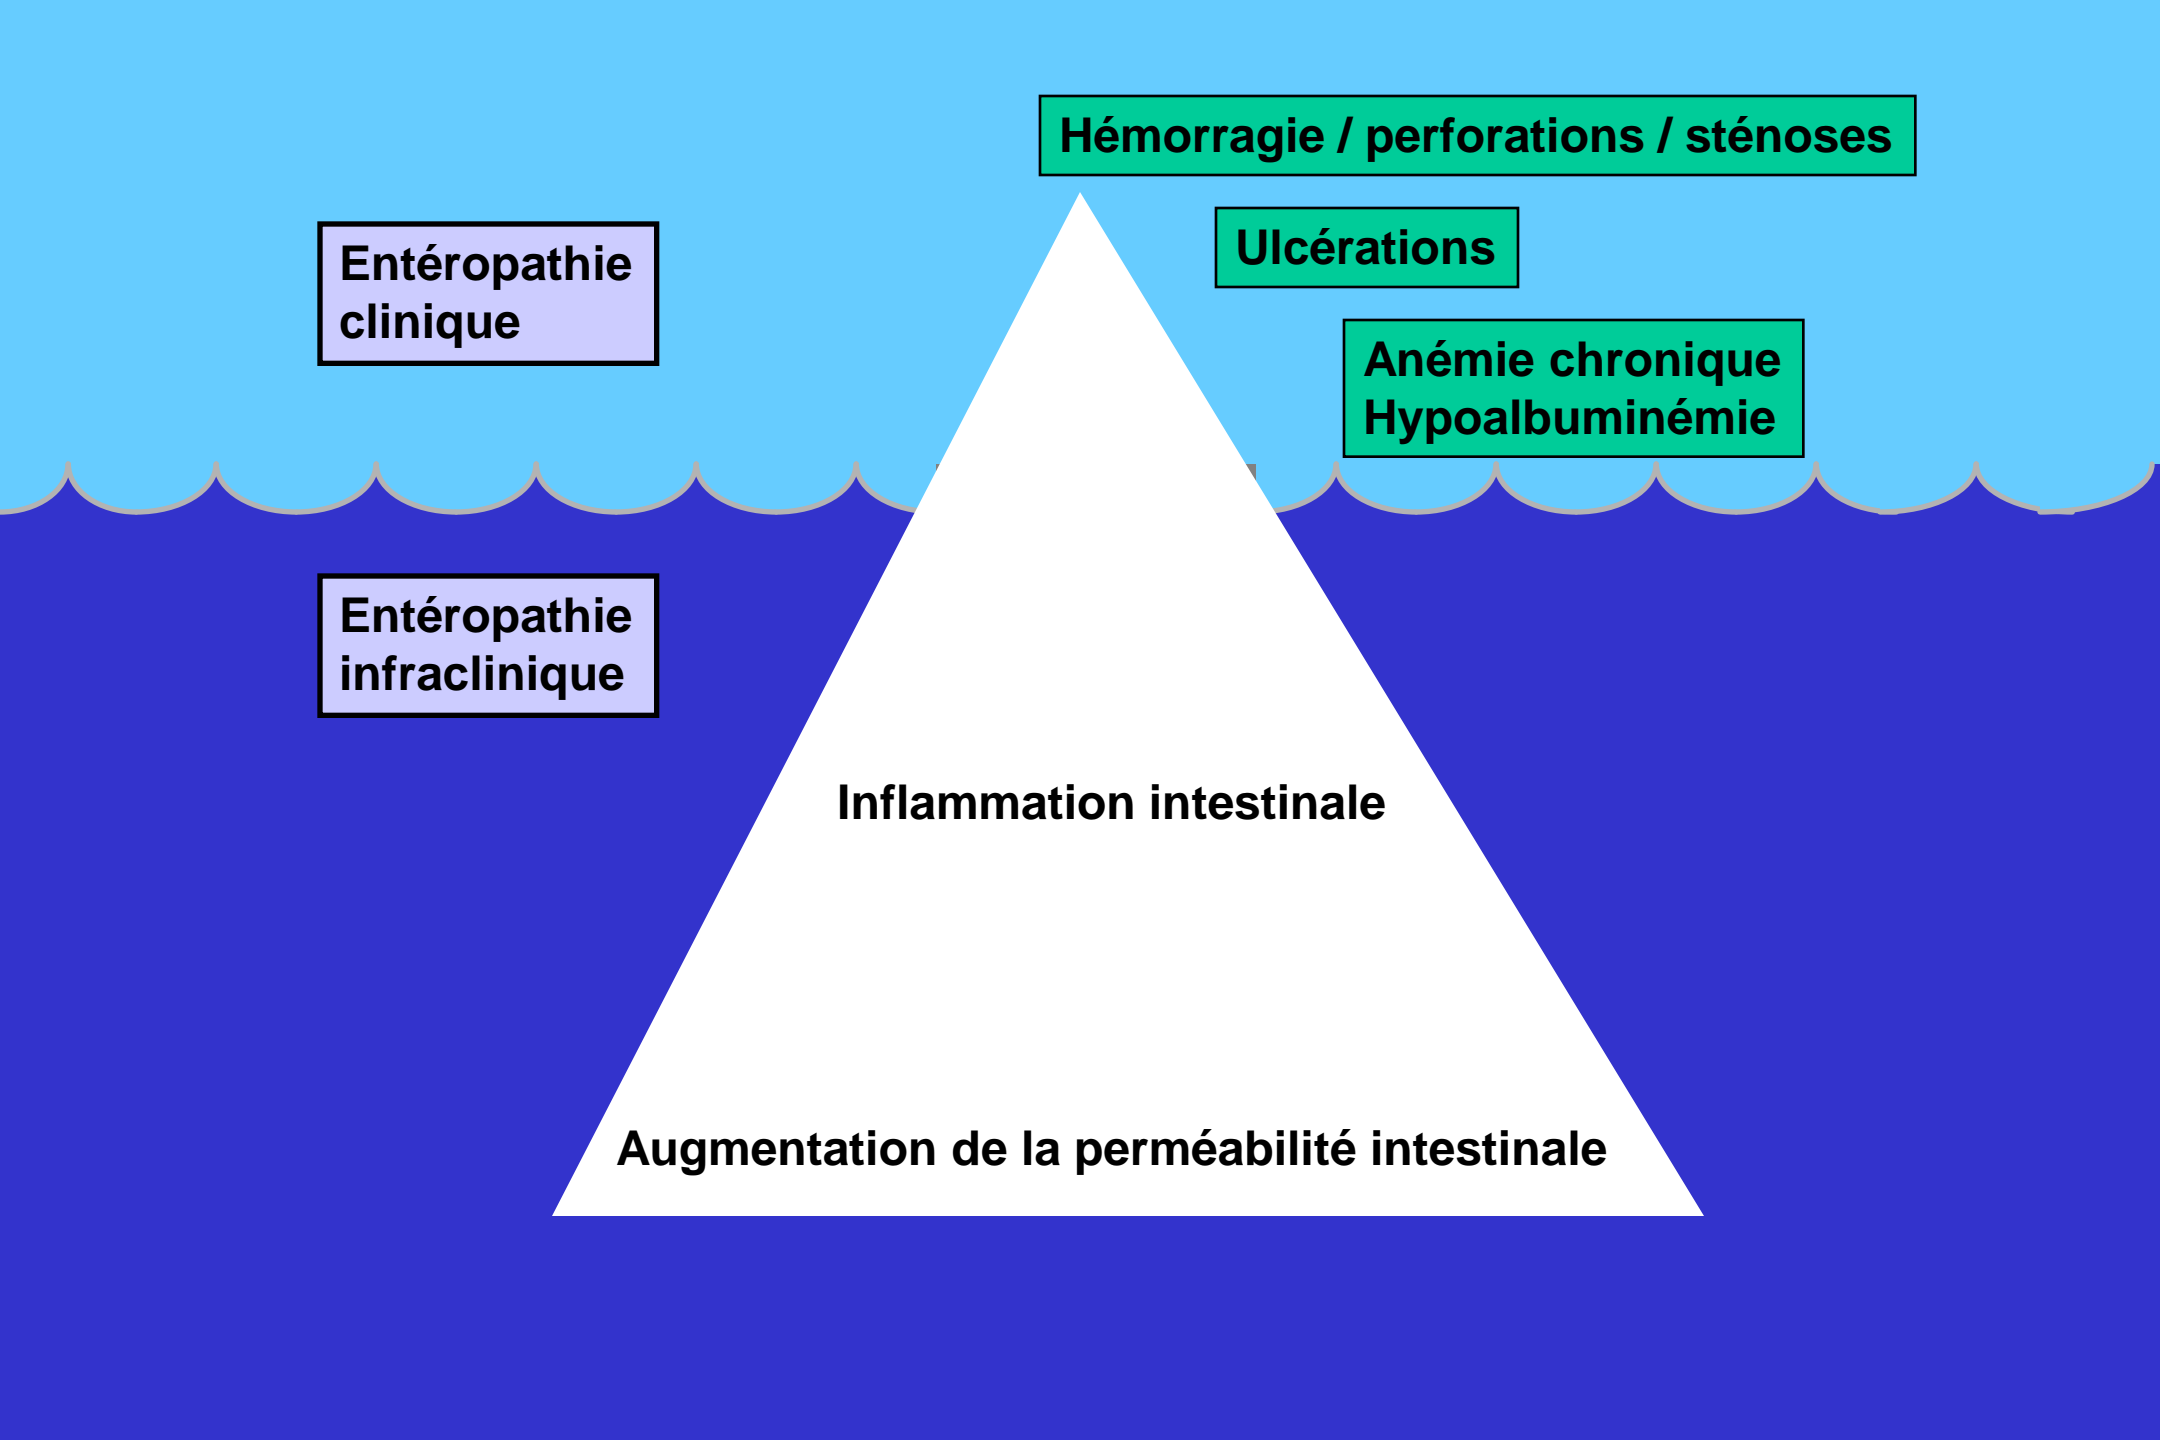 Hémorragie / perforations / sténoses
Ulcérations
Entéropathie
clinique
Anémie chronique
Hypoalbuminémie
Entéropathie
infraclinique
Inflammation intestinale
Augmentation de la perméabilité intestinale